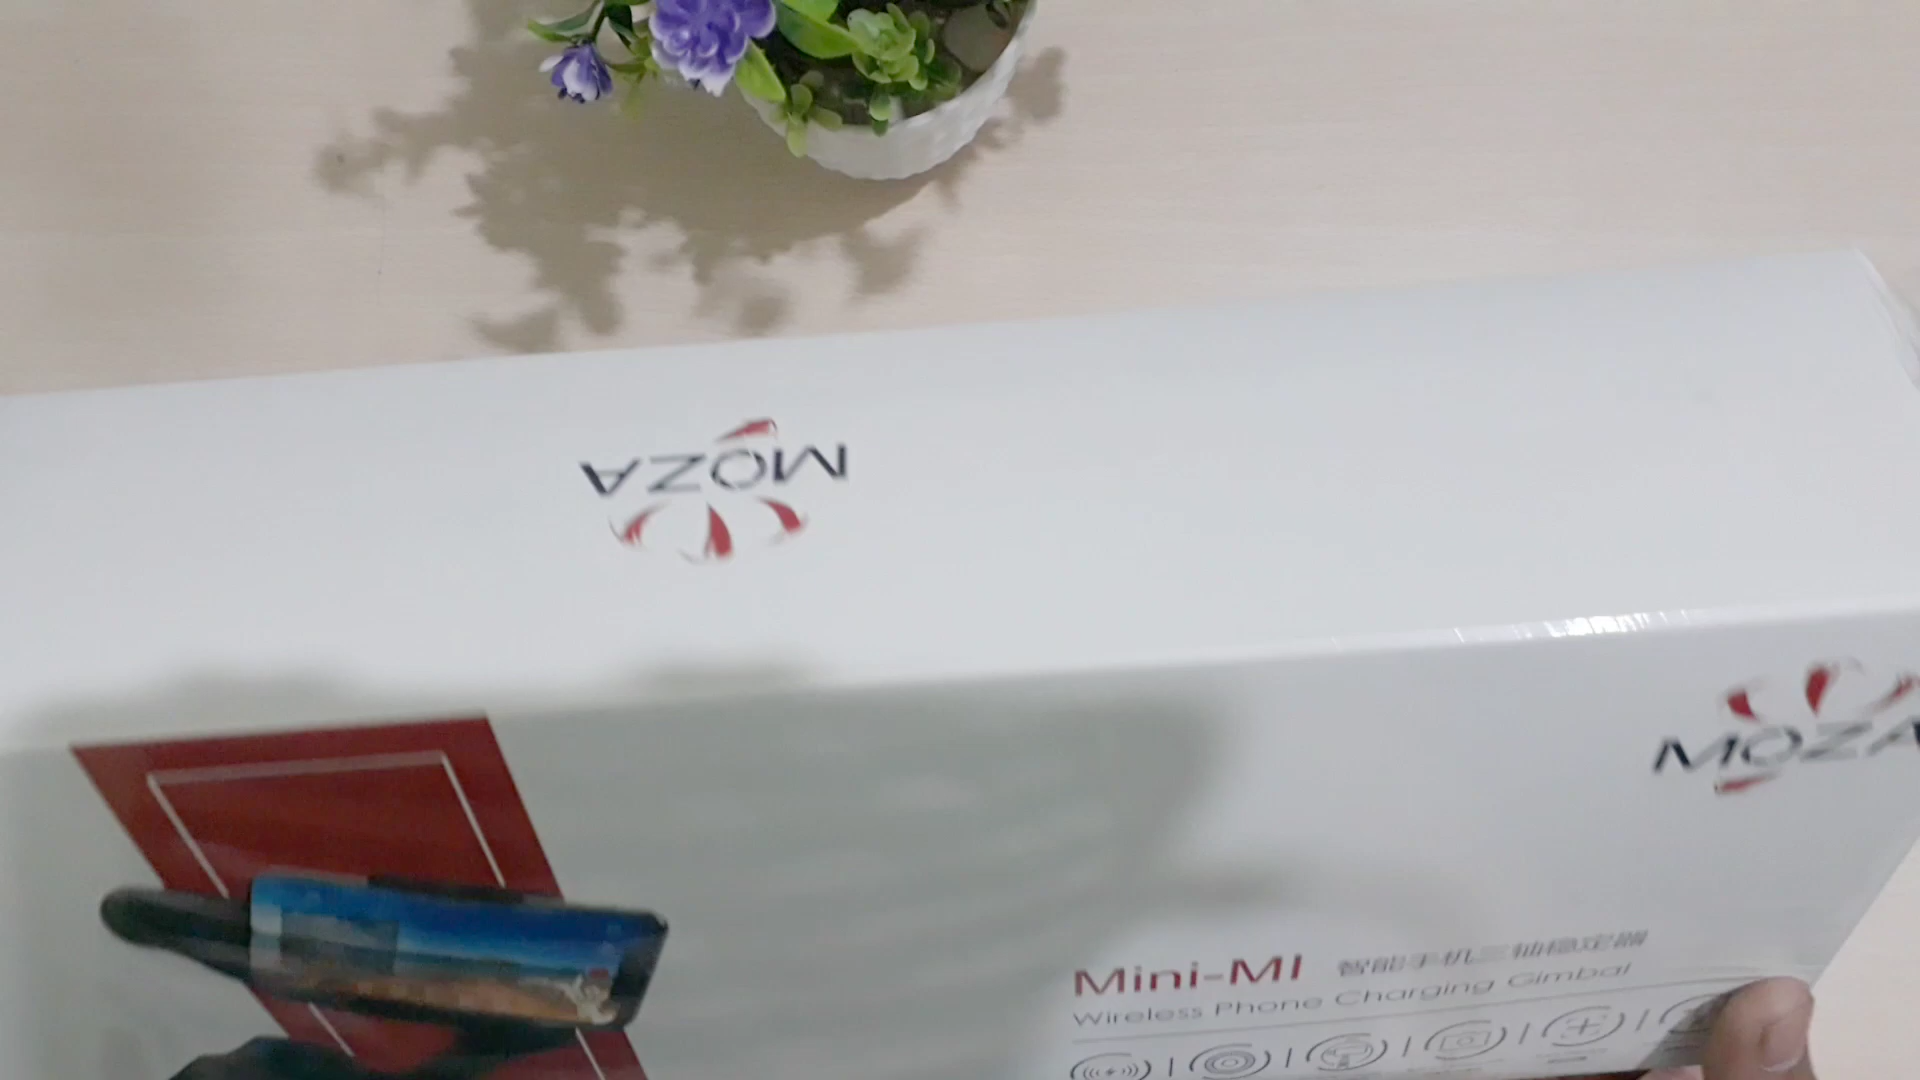 MOZA
MOZA
Mini-MI 智能手机三轴稳定器
Wireless Phone Charging Gimbal